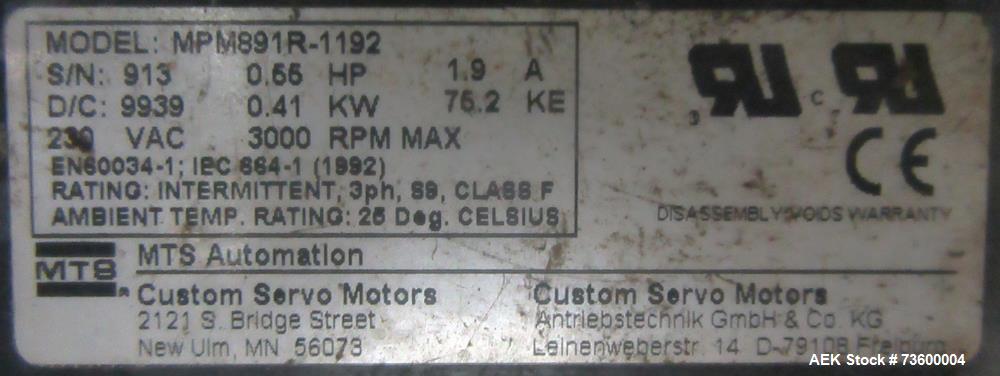 MODEL: MPM891R-1192
S/N: 913 0.55 HP 1.9 A
D/C: 9939 0.41 KW 75.2 KE
230 VAC 3000 RPM MAX
EN60034-1; IEC 664-1 (1992)
RATING: INTERMITTENT, 3ph, S9, CLASS F
AMBIENT TEMP. RATING: 25 Deg. CELSIUS
C
CE
DISASSEMBLY VOIDS WARRANTY
MTS
MTS Automation
Custom Servo Motors
2121 S. Bridge Street
New Ulm, MN 56073
Custom Servo Motors
Antriebstechnik GmbH & Co. KG
Leinenweberstr. 14 D-79108 Freiburg
AEK Stock # 73600004